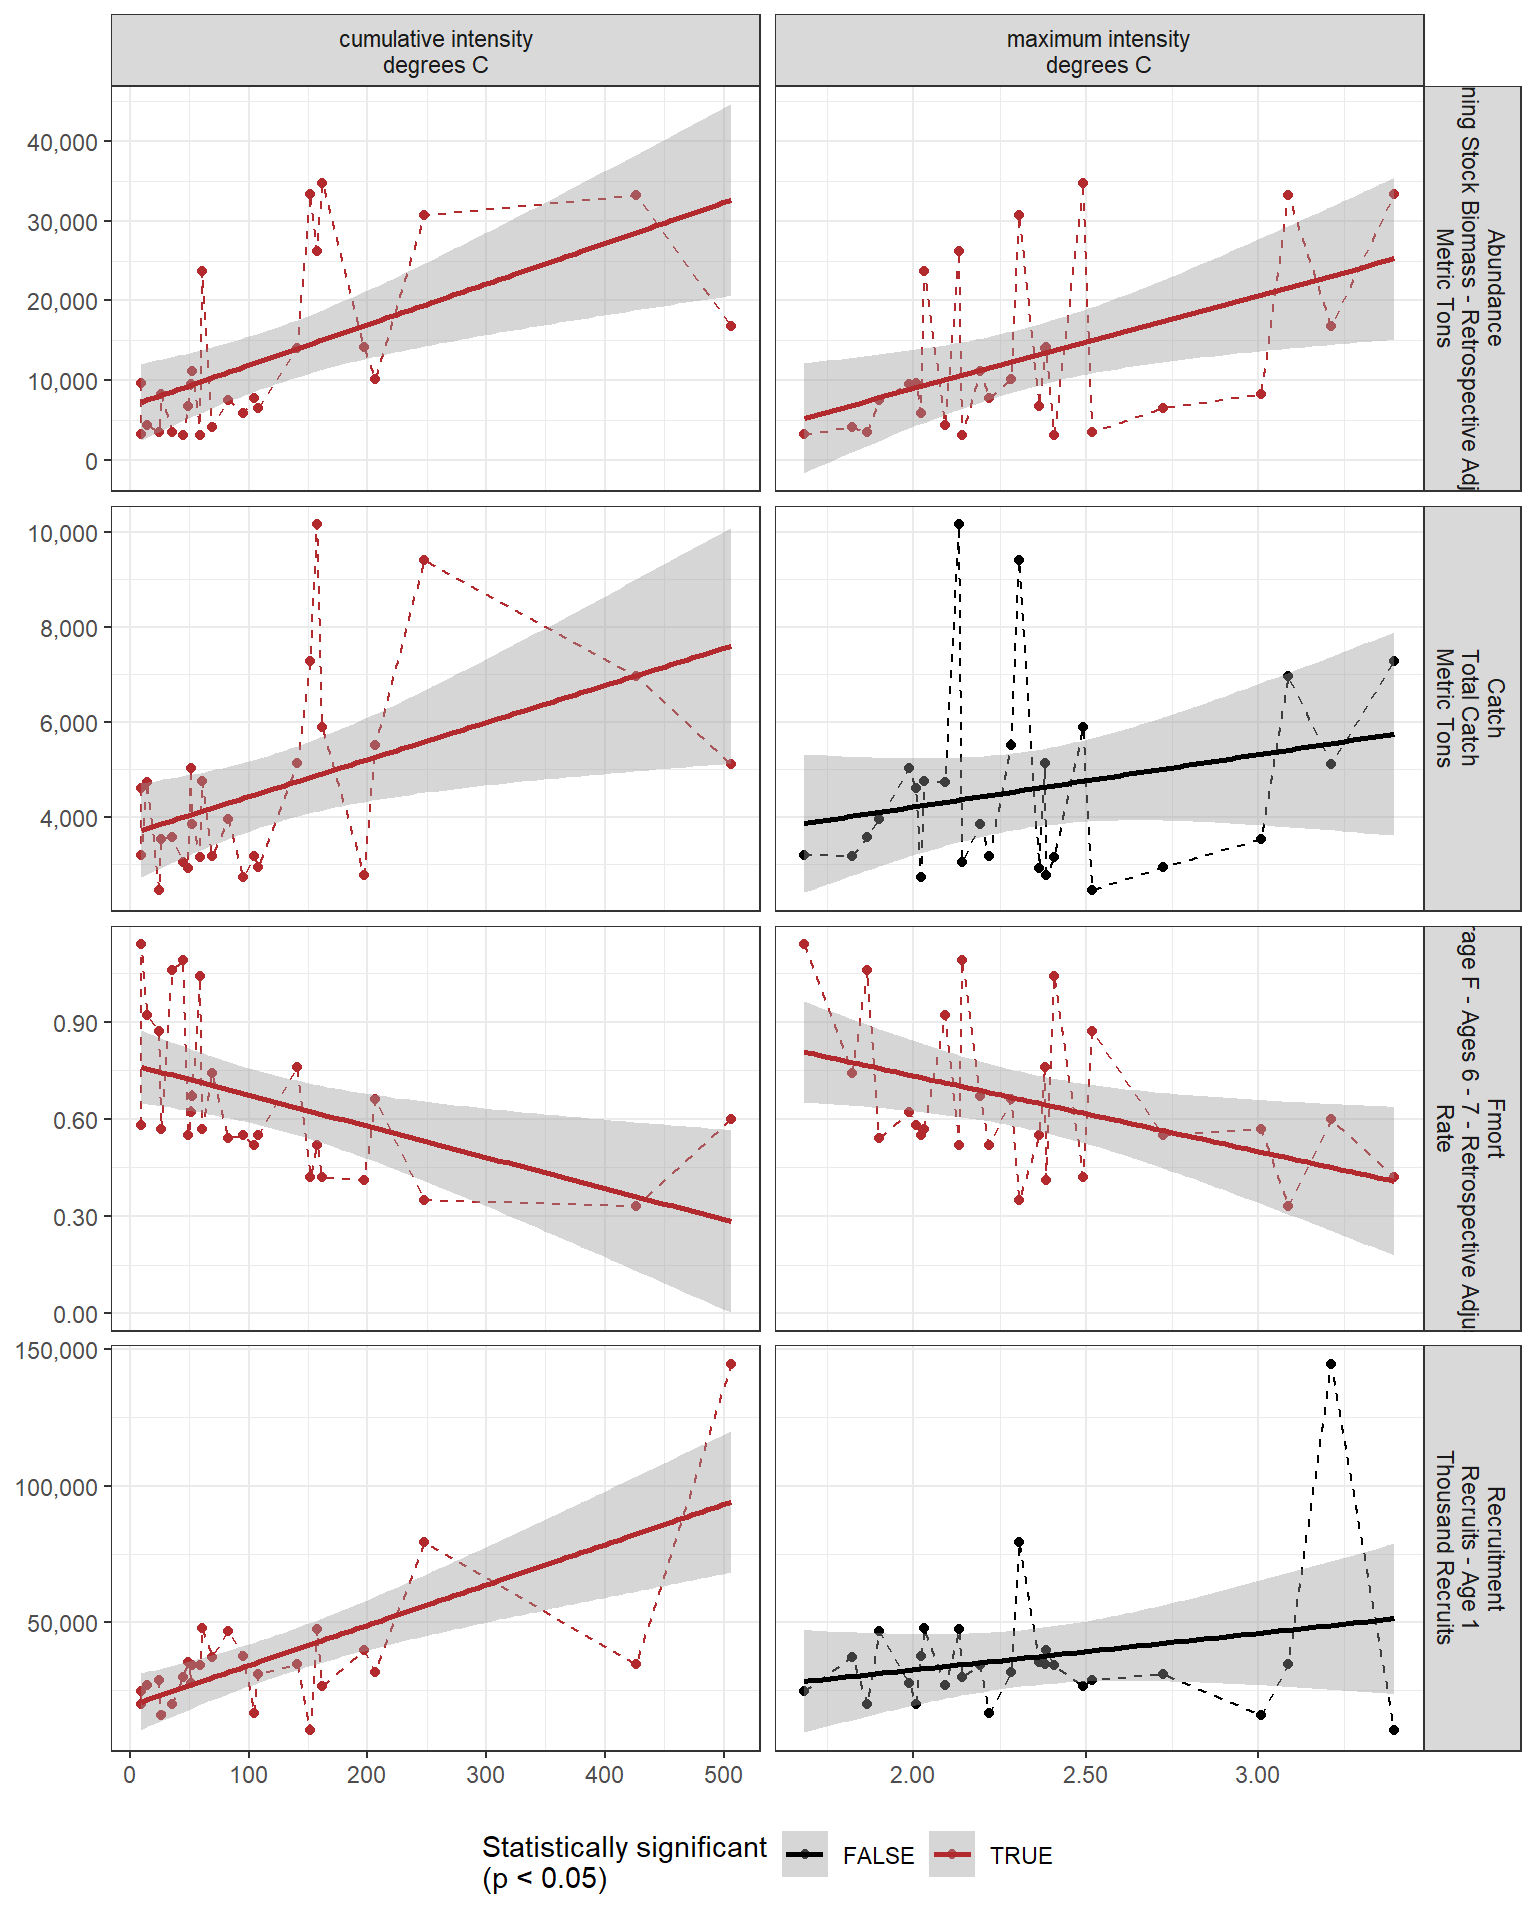 cumulative intensity
degrees C
maximum intensity
degrees C
40,000
30,000
20,000
10,000
0
Abundance
ning Stock Biomass - Retrospective Adj
Metric Tons
10,000
8,000
6,000
4,000
Catch
Total Catch
Metric Tons
0.90
0.60
0.30
0.00
Fmort
rage F - Ages 6 - 7 - Retrospective Adju
Rate
150,000
100,000
50,000
Recruitment
Recruits - Age 1
Thousand Recruits
0 100 200 300 400 500
2.00 2.50 3.00
Statistically significant
(p < 0.05)
FALSE
TRUE